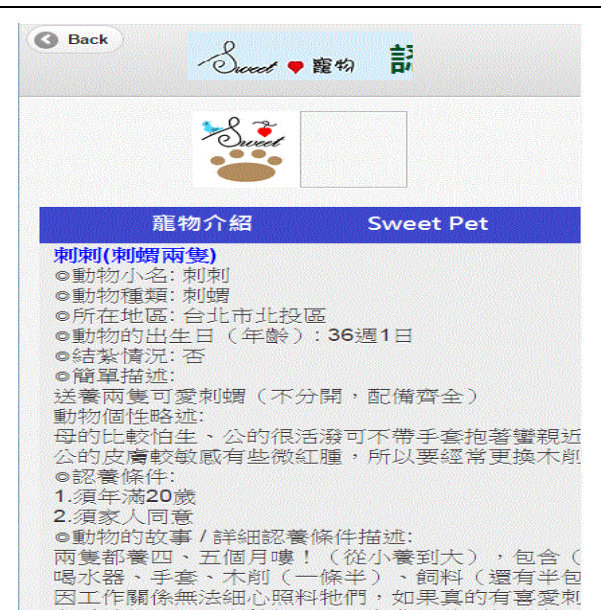 Back
Sweet 寵物
Sweet
寵物介紹 Sweet Pet
刺刺(刺蝟兩隻)
◎動物小名: 刺刺
◎動物種類: 刺蝟
◎所在地區: 台北市北投區
◎動物的出生日（年齡）: 36週1日
◎結紮情況: 否
◎簡單描述:
送養兩隻可愛刺蝟（不分開，配備齊全）
動物個性略述:
母的比較怕生、公的很活潑可不帶手套抱著蠻親近
公的皮膚較敏感有些微紅腫，所以要經常更換木削
◎認養條件:
1.須年滿20歲
2.須家人同意
◎動物的故事 / 詳細認養條件描述:
兩隻都養四、五個月嘍！（從小養到大），包含（
喝水器、手套、木削（一條半）、飼料（還有半包
因工作關係無法細心照料牠們，如果真的有喜愛刺